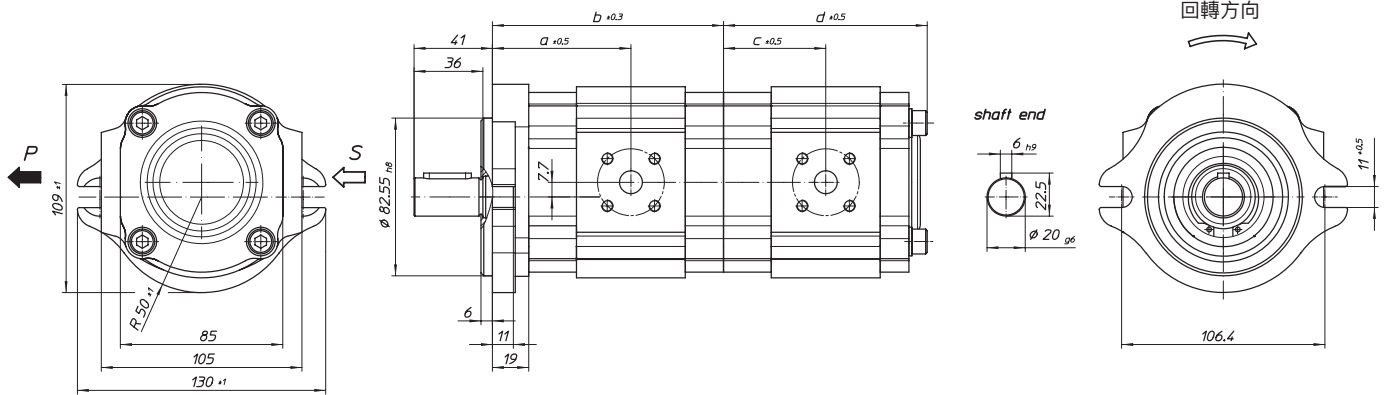 P
S
109 ±1
R 50 ±1
85
105
130 ±1
b ±0.3
d ±0.5
41
a ±0.5
c ±0.5
36
Ø 82.55 h8
7.7
6
11
19
shaft end
6 h9
22.5
Ø 20 g6
回轉方向
11 ±0.5
106.4